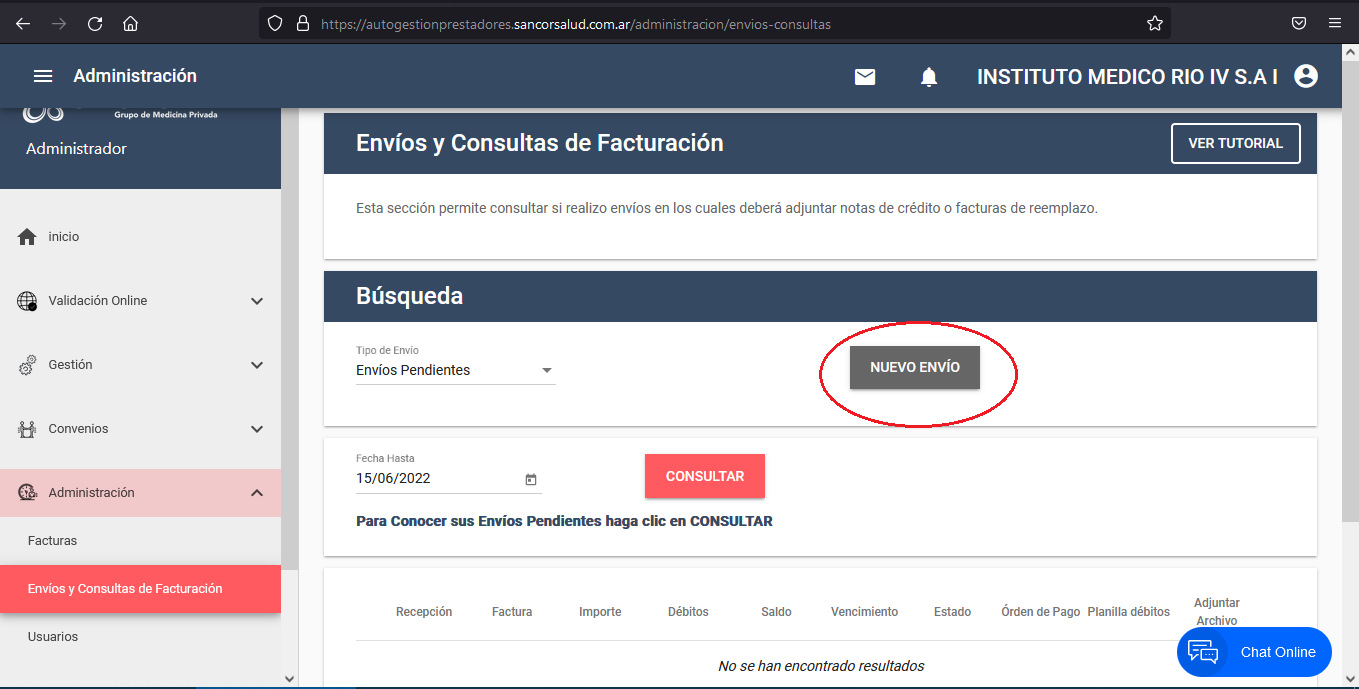 https://autogestionprestadores.sancorsalud.com.ar/administracion/envios-consultas
Administración
INSTITUTO MEDICO RIO IV S.A I
Grupo de Medicina Privada
Administrador
inicio
Validación Online
Gestión
Convenios
Administración
Facturas
Envíos y Consultas de Facturación
Usuarios
Envíos y Consultas de Facturación
VER TUTORIAL
Esta sección permite consultar si realizo envíos en los cuales deberá adjuntar notas de crédito o facturas de reemplazo.
Búsqueda
Tipo de Envío
Envíos Pendientes
NUEVO ENVÍO
Fecha Hasta
15/06/2022
CONSULTAR
Para Conocer sus Envíos Pendientes haga clic en CONSULTAR
Recepción Factura Importe Débitos Saldo Vencimiento Estado Órden de Pago Planilla débitos Adjuntar
Archivo
No se han encontrado resultados
Chat Online